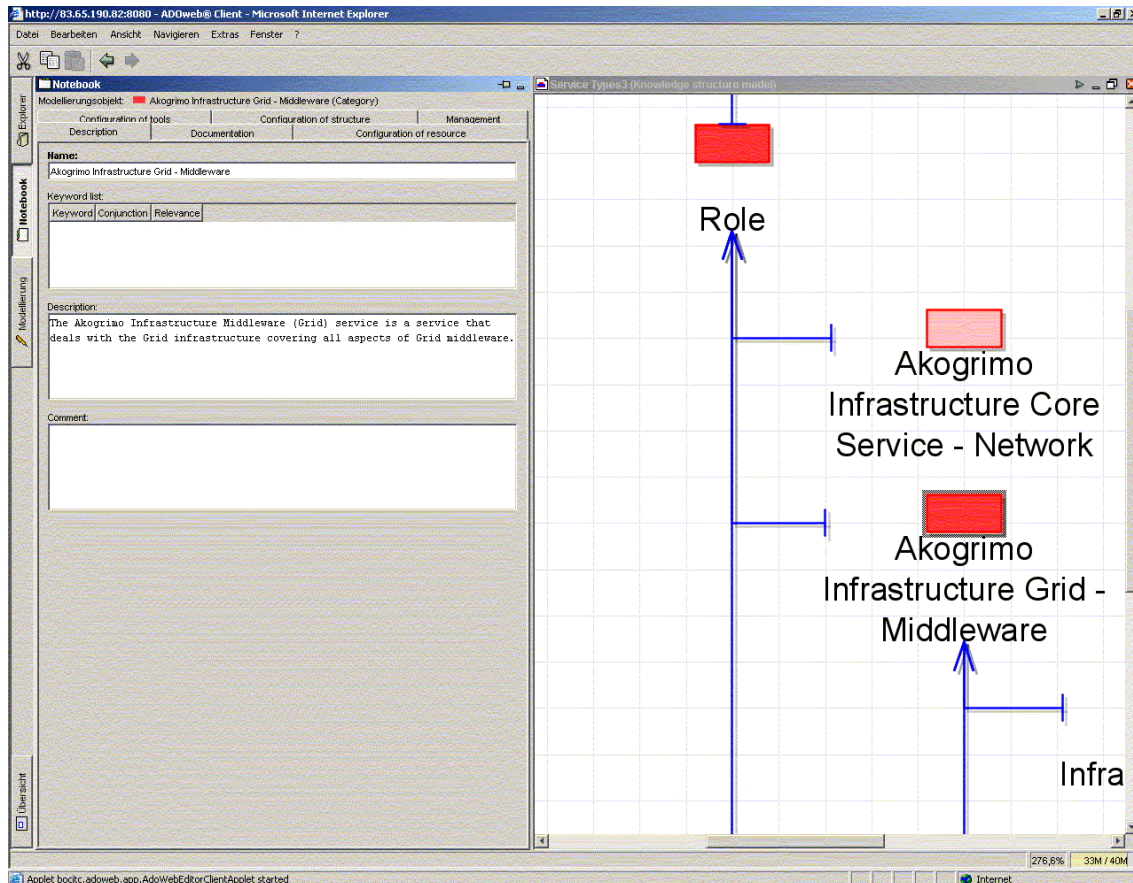 http://83.65.190.82:8080 - ADOweb® Client - Microsoft Internet Explorer
Datei Bearbeiten Ansicht Navigieren Extras Fenster ?
Explorer
Notebook
Modellierung
Übersicht
Notebook
Modellierungsobjekt: Akogrimo Infrastructure Grid - Middleware (Category)
Configuration of tools Configuration of structure Management
Description Documentation Configuration of resource
Name:
Akogrimo Infrastructure Grid - Middleware
Keyword list:
Keyword Conjunction Relevance
Description:
The Akogrimo Infrastructure Middleware (Grid) service is a service that
deals with the Grid infrastructure covering all aspects of Grid middleware.
Comment:
Service Types3 (Knowledge structure model)
Role
Akogrimo
Infrastructure Core
Service - Network
Akogrimo
Infrastructure Grid -
Middleware
Infra
276,6% 33M / 40M
Applet bocitc.adoweb.app.AdoWebEditorClientApplet started Internet